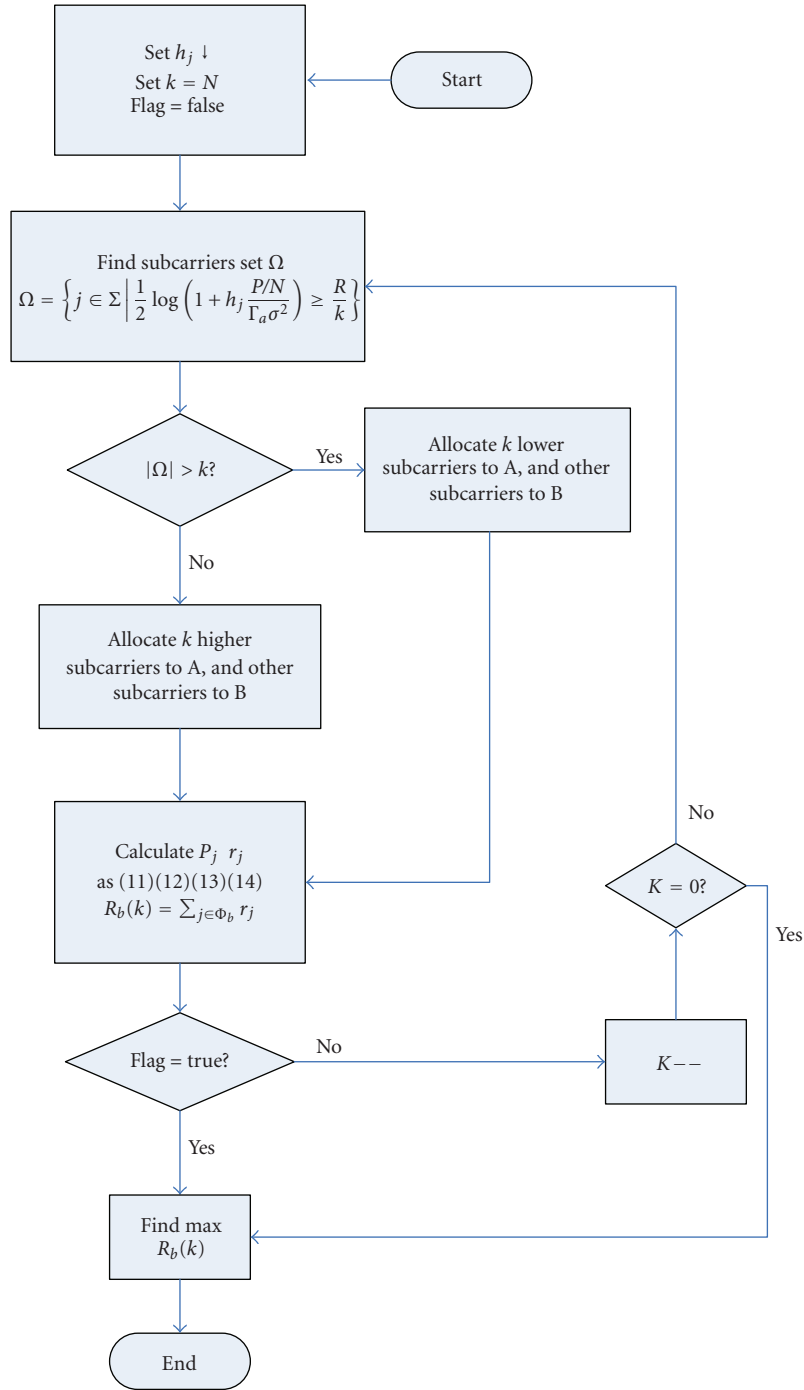 Start
Set h_j ↓
Set k = N
Flag = false
Find subcarriers set Ω
Ω = { j ∈ Σ | 1/2 log ( 1 + h_j (P/N)/(Γ_a σ²) ) ≥ R/k }
|Ω| > k?
Yes
Allocate k lower
subcarriers to A, and other
subcarriers to B
No
Allocate k higher
subcarriers to A, and other
subcarriers to B
Calculate P_j r_j
as (11)(12)(13)(14)
R_b(k) = ∑_{j∈Φ_b} r_j
No
K = 0?
Yes
Flag = true?
No
K−−
Yes
Find max
R_b(k)
End